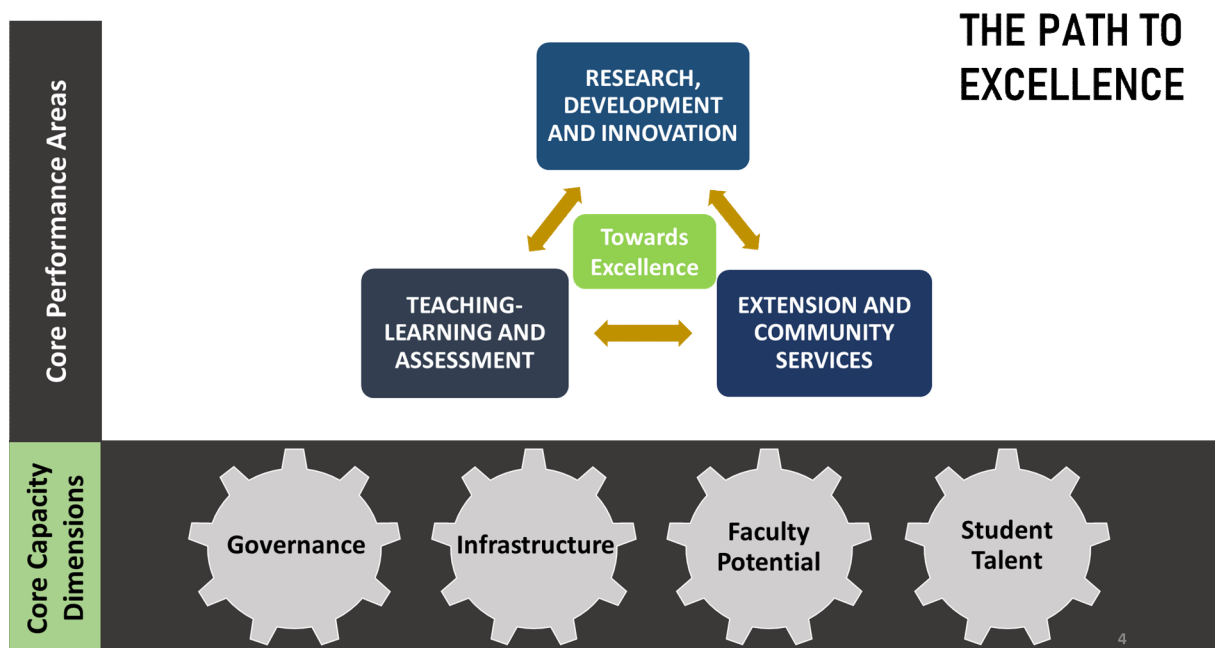 THE PATH TO
EXCELLENCE
Core Performance Areas
RESEARCH,
DEVELOPMENT
AND INNOVATION
Towards
Excellence
TEACHING-
LEARNING AND
ASSESSMENT
EXTENSION AND
COMMUNITY
SERVICES
Core Capacity
Dimensions
Governance
Infrastructure
Faculty
Potential
Student
Talent
4